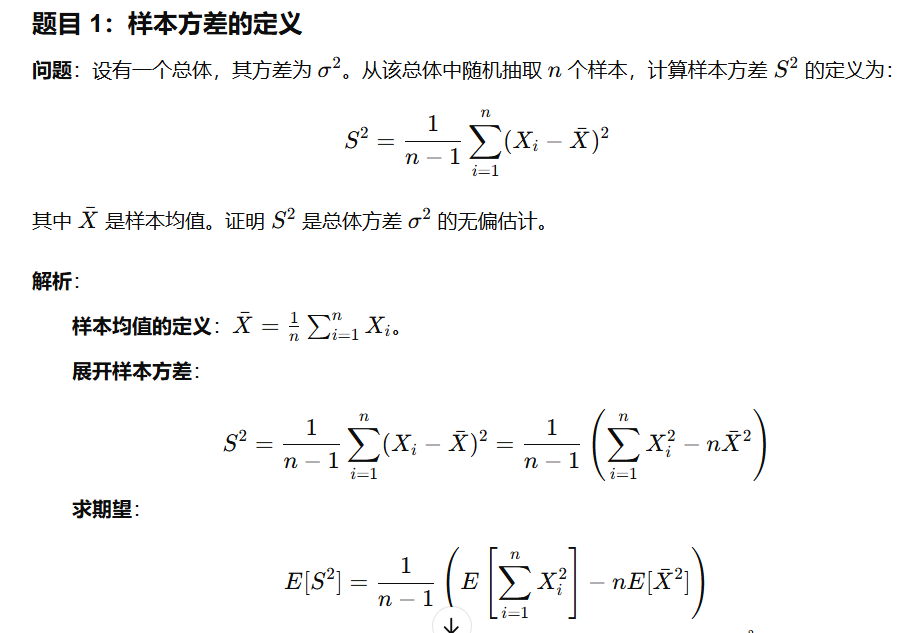 题目 1：样本方差的定义
问题：设有一个总体，其方差为 σ²。从该总体中随机抽取 n 个样本，计算样本方差 S² 的定义为：
$S^2 = \frac{1}{n-1} \sum_{i=1}^{n} (X_i - \bar{X})^2$
其中 $\bar{X}$ 是样本均值。证明 S² 是总体方差 σ² 的无偏估计。
解析：
样本均值的定义：$\bar{X} = \frac{1}{n} \sum_{i=1}^{n} X_i$。
展开样本方差：
$S^2 = \frac{1}{n-1} \sum_{i=1}^{n} (X_i - \bar{X})^2 = \frac{1}{n-1} \left( \sum_{i=1}^{n} X_i^2 - n\bar{X}^2 \right)$
求期望：
$E[S^2] = \frac{1}{n-1} \left( E\left[ \sum_{i=1}^{n} X_i^2 \right] - nE[\bar{X}^2] \right)$